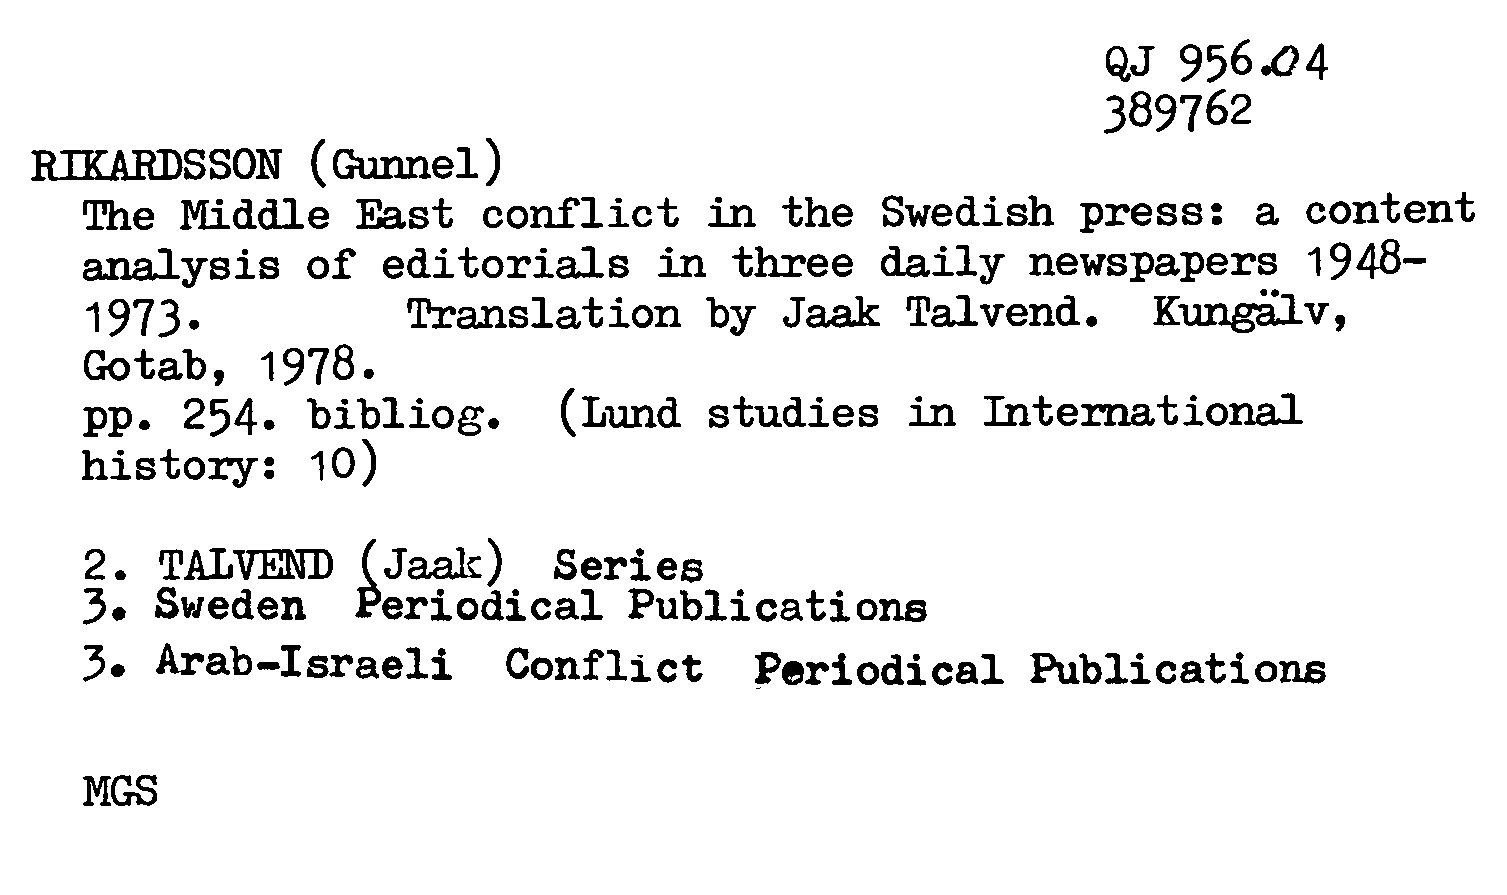 QJ 956.04
389762
RIKARDSSON (Gunnel)
The Middle East conflict in the Swedish press: a content
analysis of editorials in three daily newspapers 1948-
1973. Translation by Jaak Talvend. Kungälv,
Gotab, 1978.
pp. 254. bibliog. (Lund studies in International
history: 10)
2. TALVEND (Jaak) Series
3. Sweden Periodical Publications
3. Arab-Israeli Conflict Periodical Publications
MGS